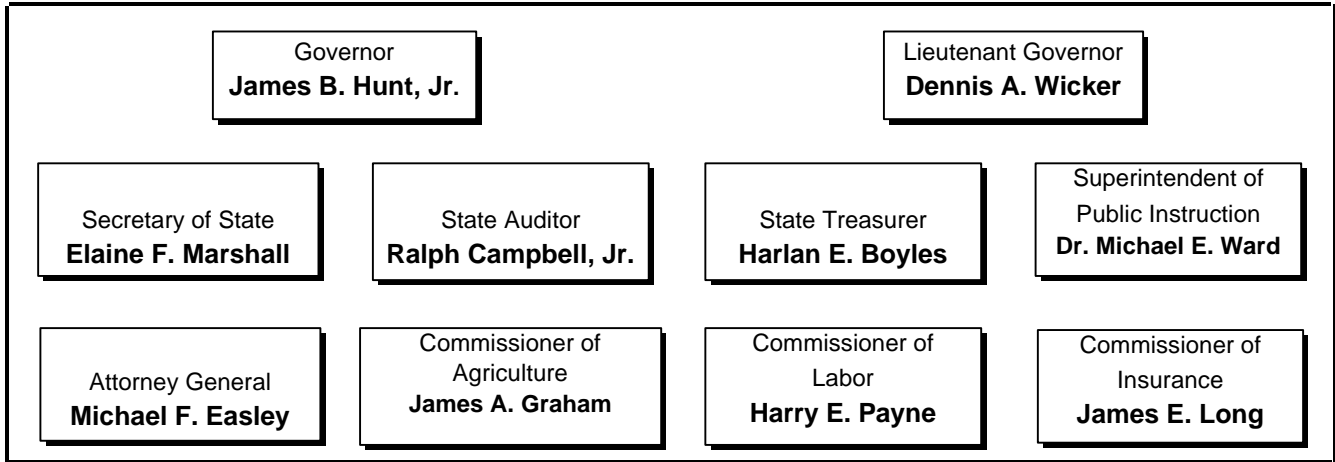 Governor
James B. Hunt, Jr.
Lieutenant Governor
Dennis A. Wicker
Secretary of State
Elaine F. Marshall
State Auditor
Ralph Campbell, Jr.
State Treasurer
Harlan E. Boyles
Superintendent of
Public Instruction
Dr. Michael E. Ward
Attorney General
Michael F. Easley
Commissioner of
Agriculture
James A. Graham
Commissioner of
Labor
Harry E. Payne
Commissioner of
Insurance
James E. Long